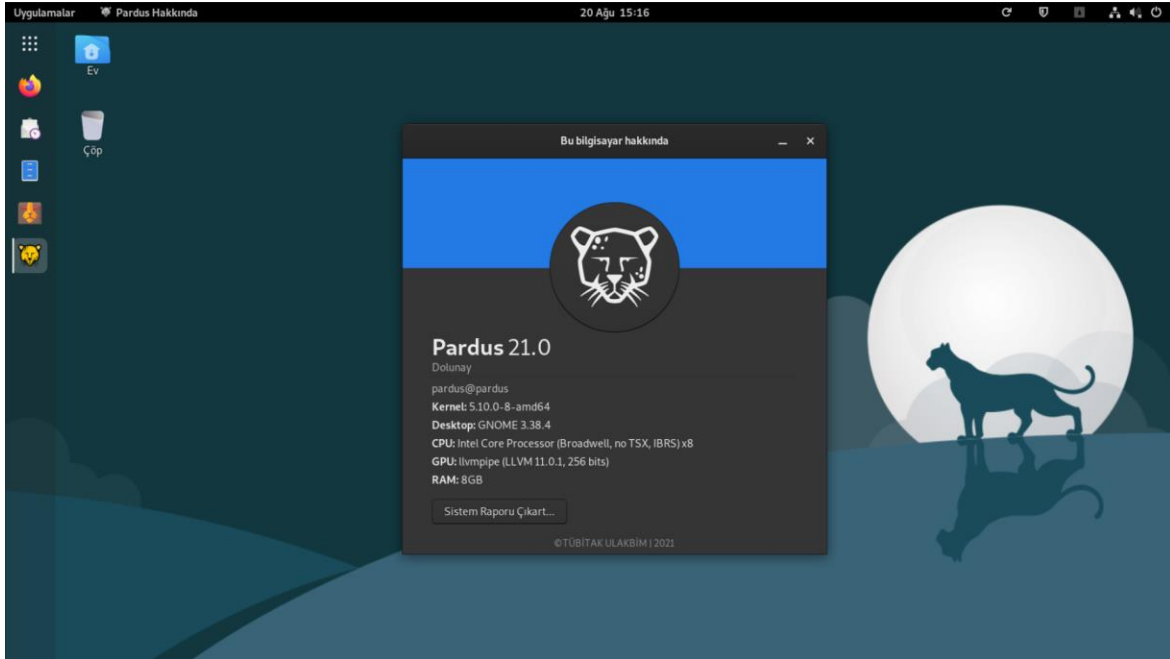 Uygulamalar
Pardus Hakkında
20 Ağu 15:16
Ev
Çöp
Bu bilgisayar hakkında
Pardus 21.0
Dolunay
pardus@pardus
Kernel: 5.10.0-8-amd64
Desktop: GNOME 3.38.4
CPU: Intel Core Processor (Broadwell, no TSX, IBRS) x8
GPU: llvmpipe (LLVM 11.0.1, 256 bits)
RAM: 8GB
Sistem Raporu Çıkart...
©TÜBİTAK ULAKBİM | 2021